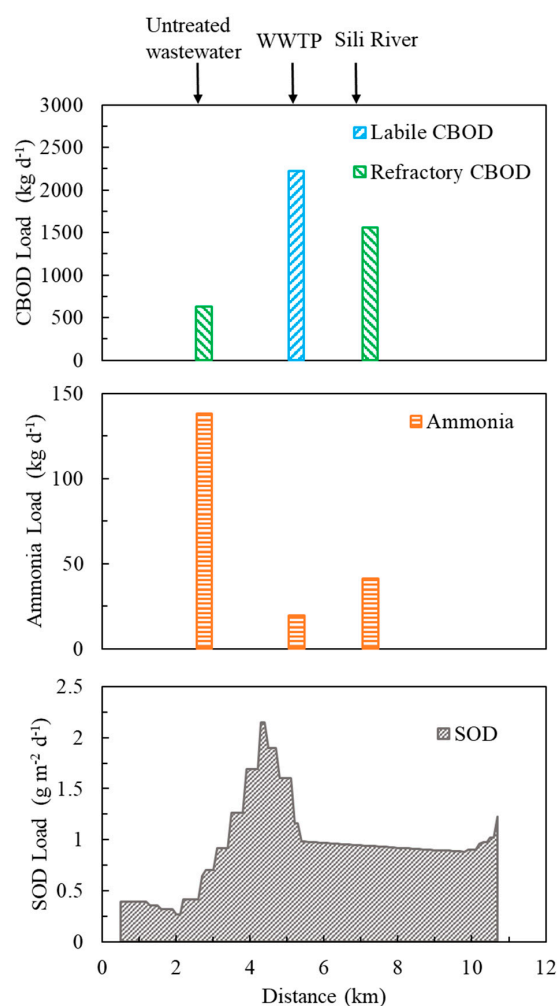 Untreated
wastewater
WWTP
Sili River
CBOD Load (kg d-1)
3000
2500
2000
1500
1000
500
0
Labile CBOD
Refractory CBOD
Ammonia Load (kg d-1)
150
100
50
0
Ammonia
SOD Load (g m-2 d-1)
2.5
2
1.5
1
0.5
0
SOD
0 2 4 6 8 10 12
Distance (km)